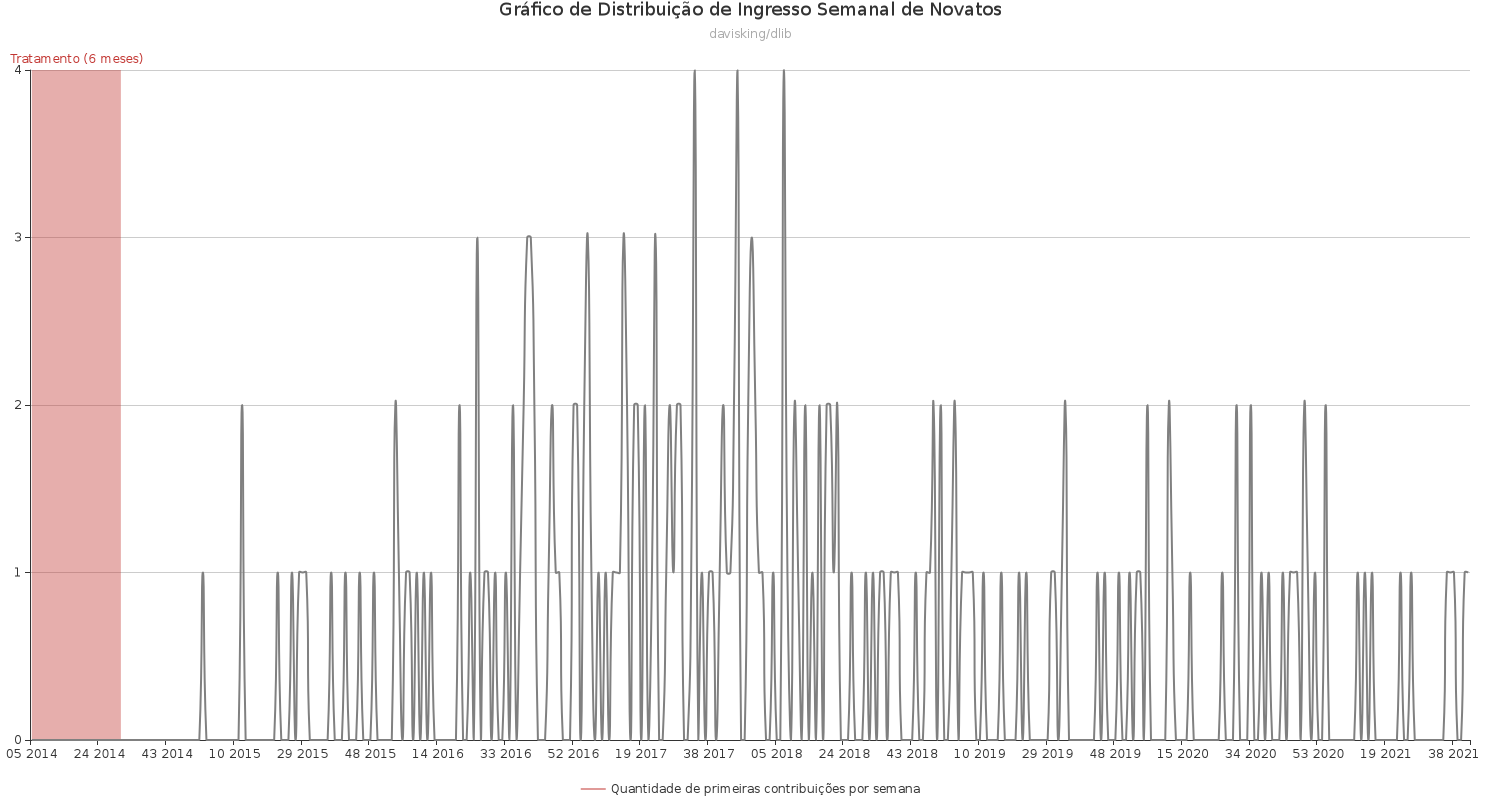 Gráfico de Distribuição de Ingresso Semanal de Novatos
davisking/dlib
Tratamento (6 meses)
4
3
2
1
0
05 2014 24 2014 43 2014 10 2015 29 2015 48 2015 14 2016 33 2016 52 2016 19 2017 38 2017 05 2018 24 2018 43 2018 10 2019 29 2019 48 2019 15 2020 34 2020 53 2020 19 2021 38 2021
Quantidade de primeiras contribuições por semana